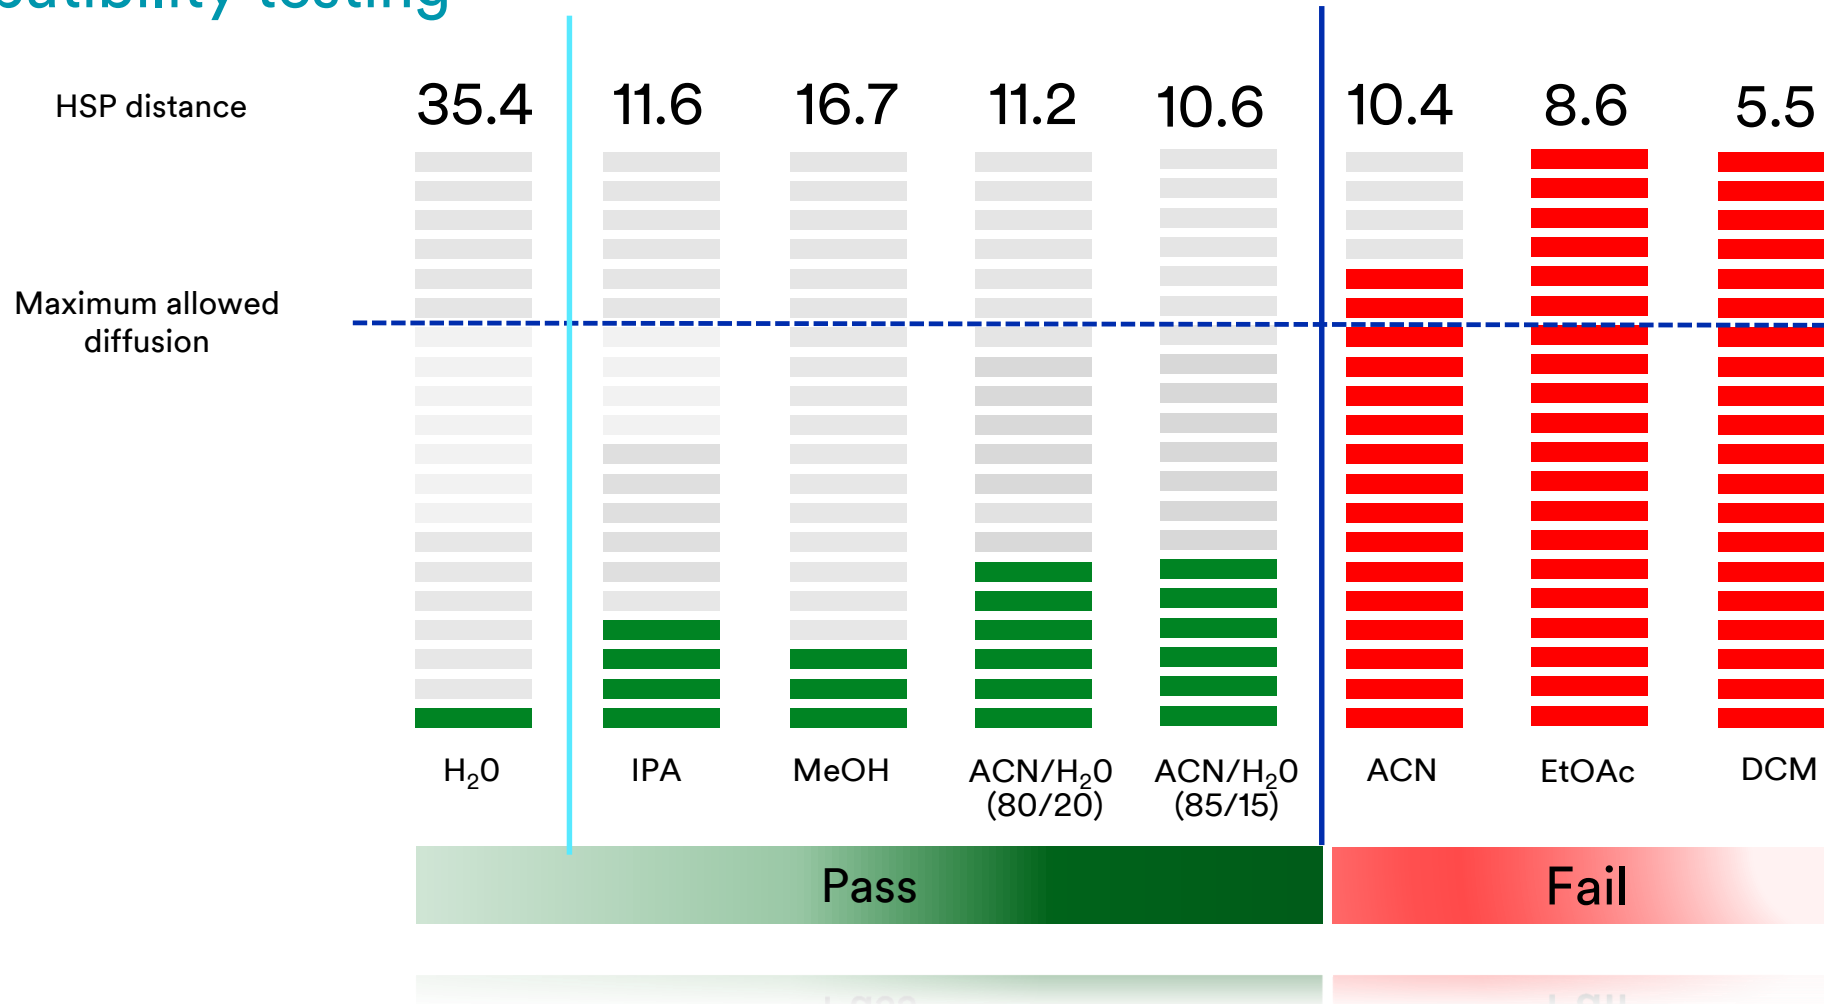 testing
HSP distance 35.4 11.6 16.7 11.2 10.6 10.4 8.6 5.5
Maximum allowed
diffusion
H₂0 IPA MeOH ACN/H₂0 ACN/H₂0 ACN EtOAc DCM
(80/20) (85/15)
Pass Fail